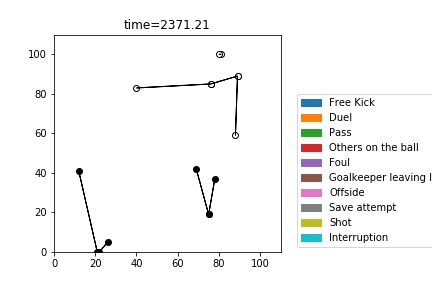 time=2371.21
100
80
60
40
20
0
0 20 40 60 80 100
Free Kick
Duel
Pass
Others on the ball
Foul
Goalkeeper leaving l
Offside
Save attempt
Shot
Interruption